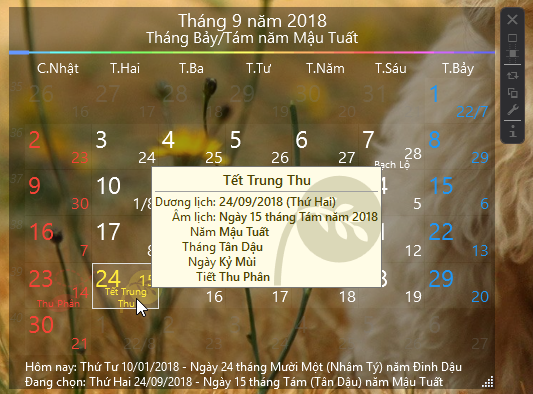 Tháng 9 năm 2018
Tháng Bảy/Tám năm Mậu Tuất
C.Nhật T.Hai T.Ba T.Tư T.Năm T.Sáu T.Bảy
26 27 28 29 30 31 1
16 22/7
2 3 4 5 6 7 8
23 24 25 26 27 28 29
Bạch Lộ
9 10 15
30 1/8 6
16 22
7 12 13
Tết Trung Thu
Dương lịch: 24/09/2018 (Thứ Hai)
Âm lịch: Ngày 15 tháng Tám năm 2018
Năm Mậu Tuất
Tháng Tân Dậu
Ngày Kỷ Mùi
Tiết Thu Phân
23 24 29
14 15 16 17 18 19 20
Thu Phân Tết Trung
Thu
30
21
Hôm nay: Thứ Tư 10/01/2018 - Ngày 24 tháng Mười Một (Nhâm Tý) năm Đinh Dậu
Đang chọn: Thứ Hai 24/09/2018 - Ngày 15 tháng Tám (Tân Dậu) năm Mậu Tuất